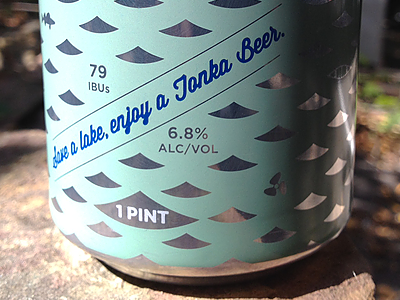 79
IBUs
Save a lake, enjoy a Tonka Beer.
6.8%
ALC/VOL
1 PINT